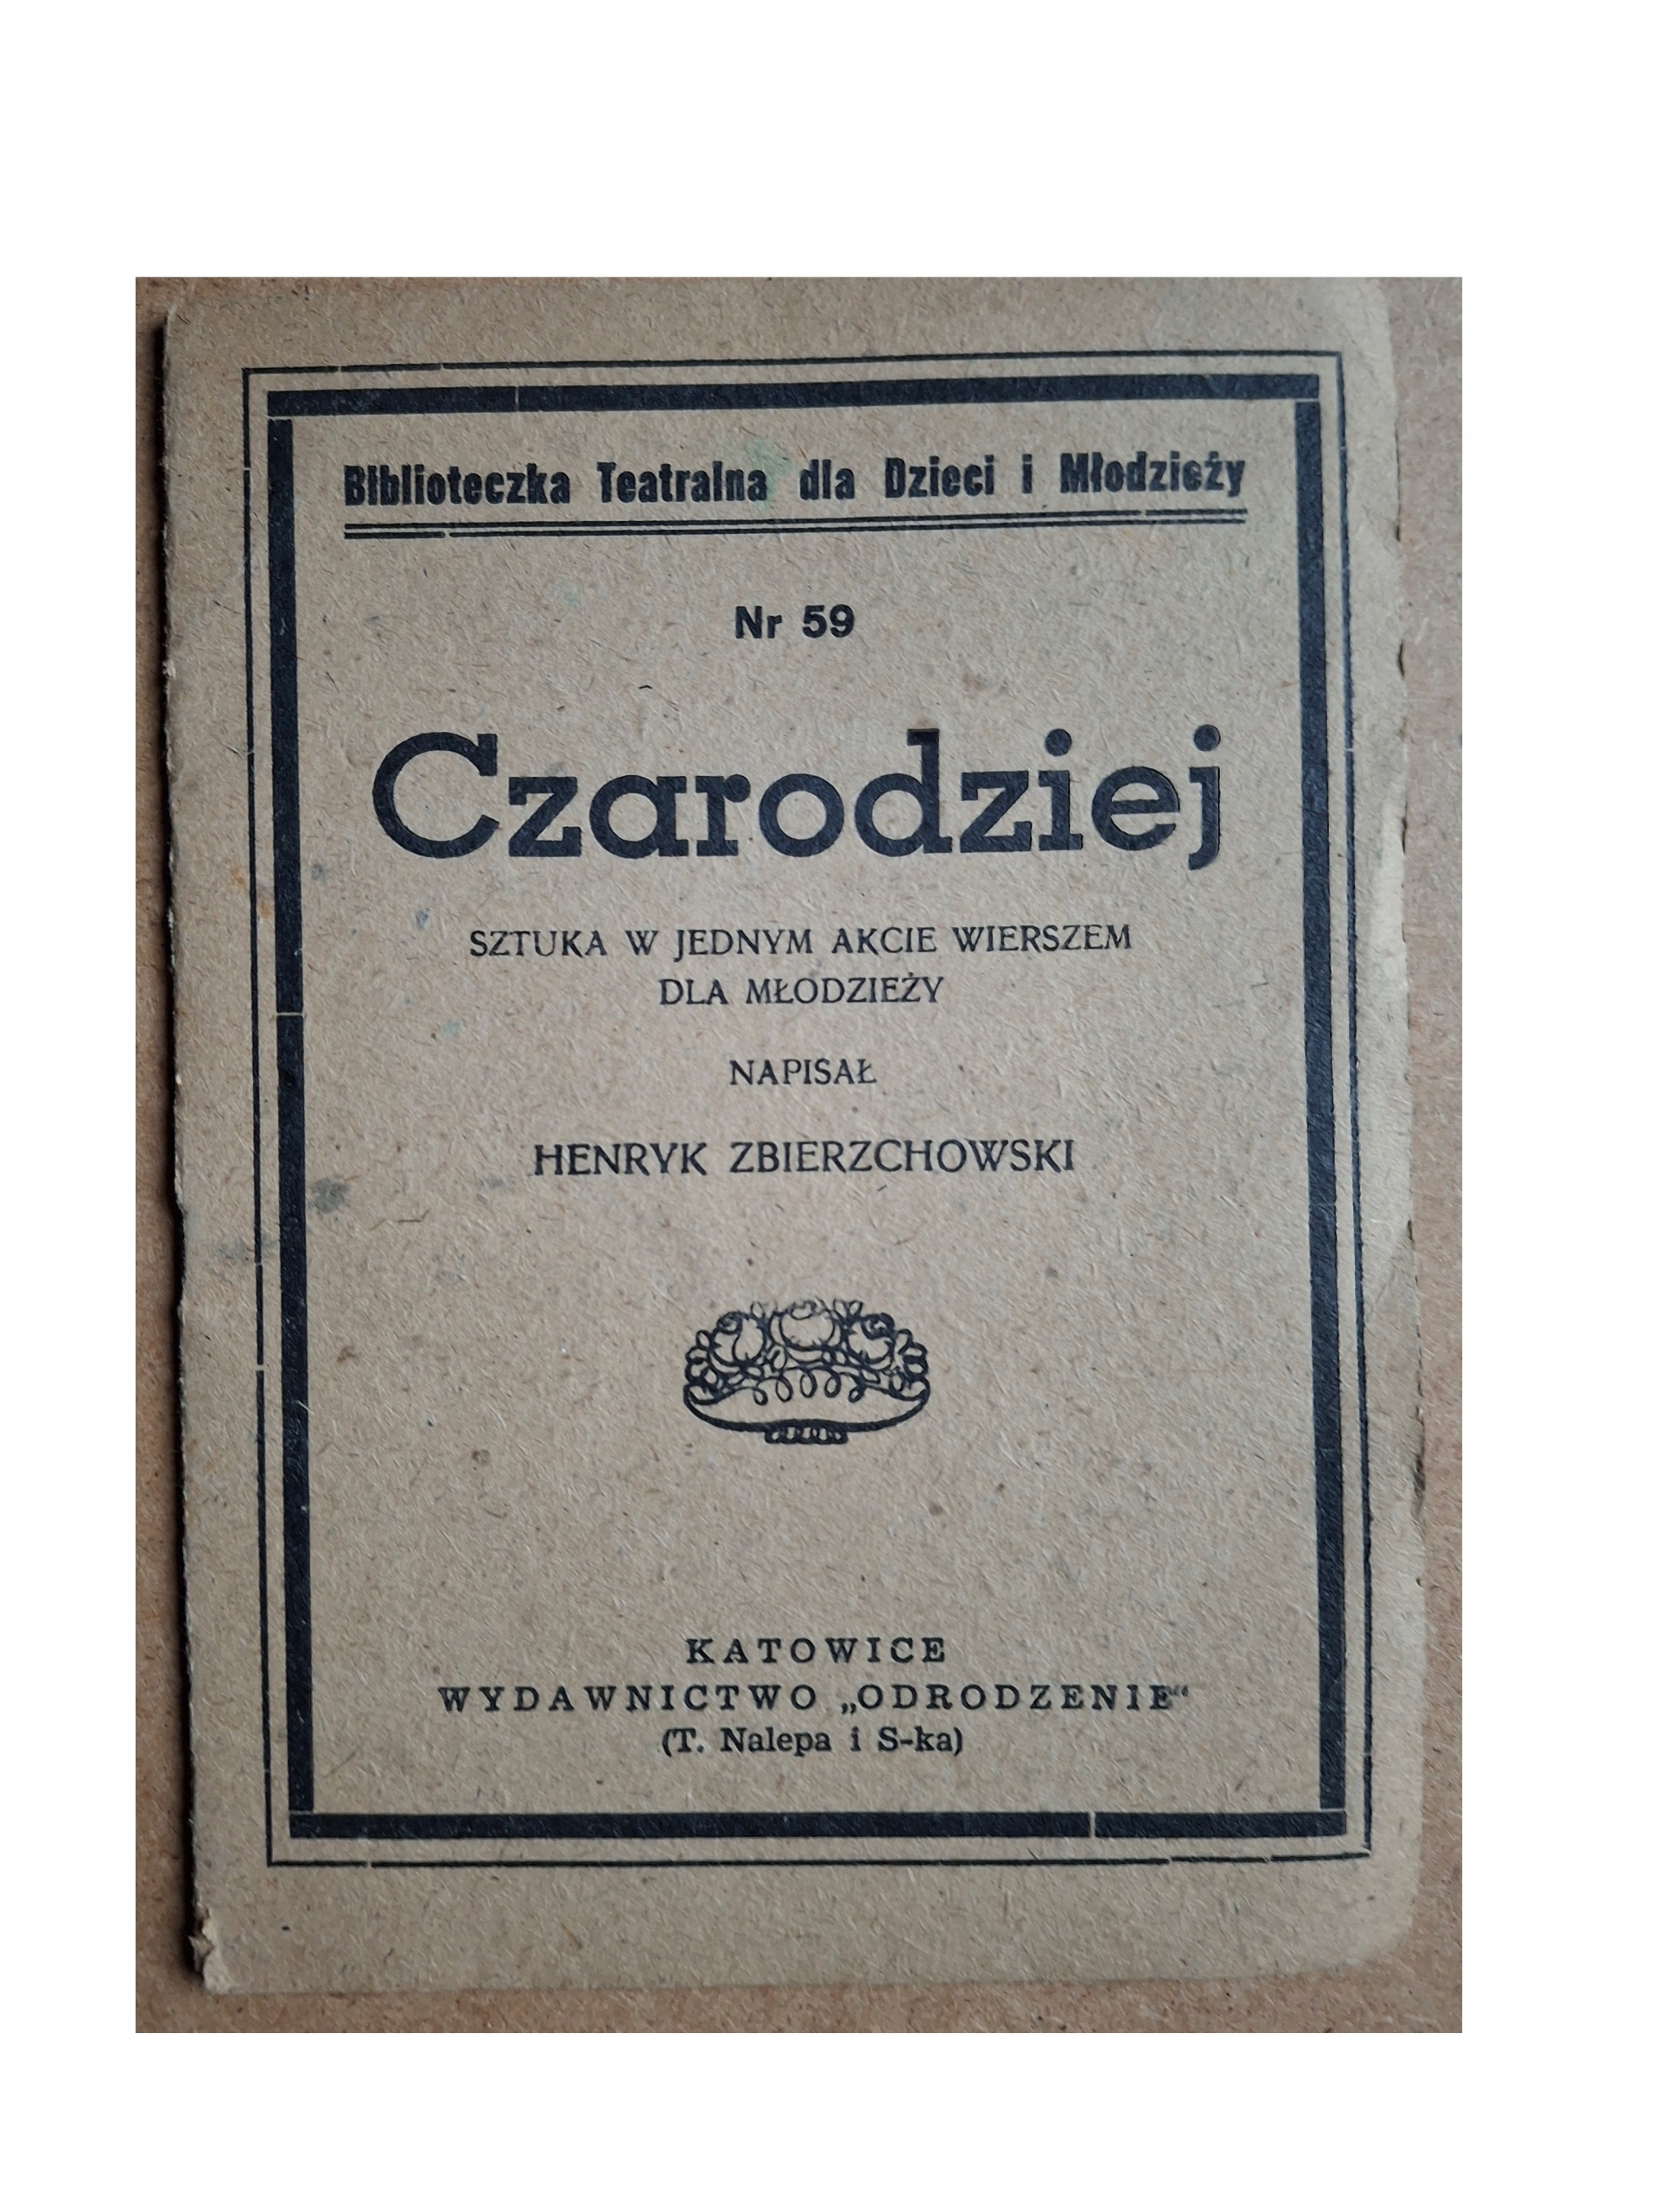 Biblioteczka Teatralna dla Dzieci i Młodzieży
Nr 59
Czarodziej
SZTUKA W JEDNYM AKCIE WIERSZEM
DLA MŁODZIEŻY
NAPISAŁ
HENRYK ZBIERZCHOWSKI
KATOWICE
WYDAWNICTWO „ODRODZENIE“
(T. Nalepa i S-ka)